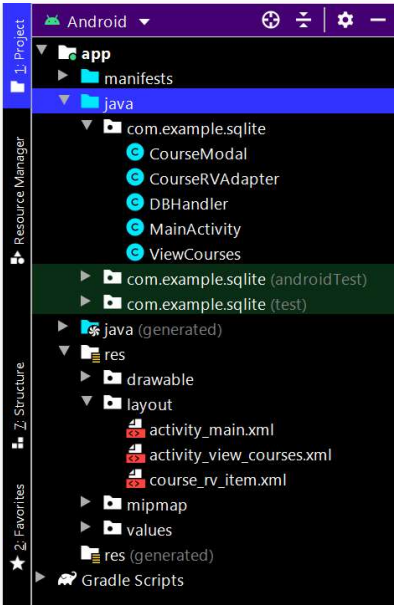 Android
app
manifests
java
com.example.sqlite
CourseModal
CourseRVAdapter
DBHandler
MainActivity
ViewCourses
com.example.sqlite (androidTest)
com.example.sqlite (test)
java (generated)
res
drawable
layout
activity_main.xml
activity_view_courses.xml
course_rv_item.xml
mipmap
values
res (generated)
Gradle Scripts
1: Project
Resource Manager
7: Structure
2: Favorites